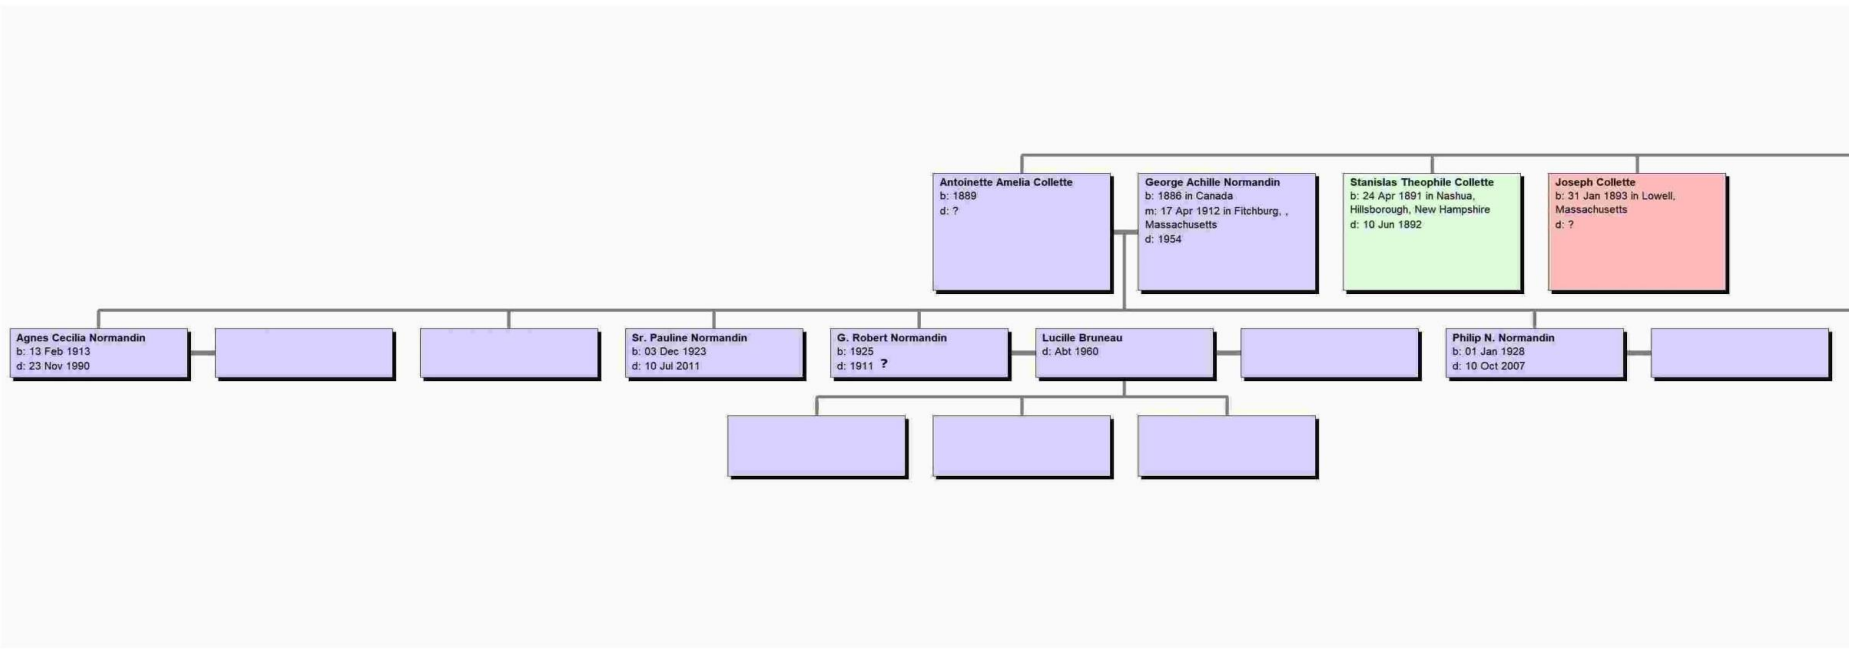 Antoinette Amelia Collette
b: 1889
d: ?
George Achille Normandin
b: 1886 in Canada
m: 17 Apr 1912 in Fitchburg, ,
Massachusetts
d: 1954
Stanislas Theophile Collette
b: 24 Apr 1891 in Nashua,
Hillsborough, New Hampshire
d: 10 Jun 1892
Joseph Collette
b: 31 Jan 1893 in Lowell,
Massachusetts
d: ?
Agnes Cecilia Normandin
b: 13 Feb 1913
d: 23 Nov 1990
Sr. Pauline Normandin
b: 03 Dec 1923
d: 10 Jul 2011
G. Robert Normandin
b: 1925
d: 1911 ?
Lucille Bruneau
d: Abt 1960
Philip N. Normandin
b: 01 Jan 1928
d: 10 Oct 2007